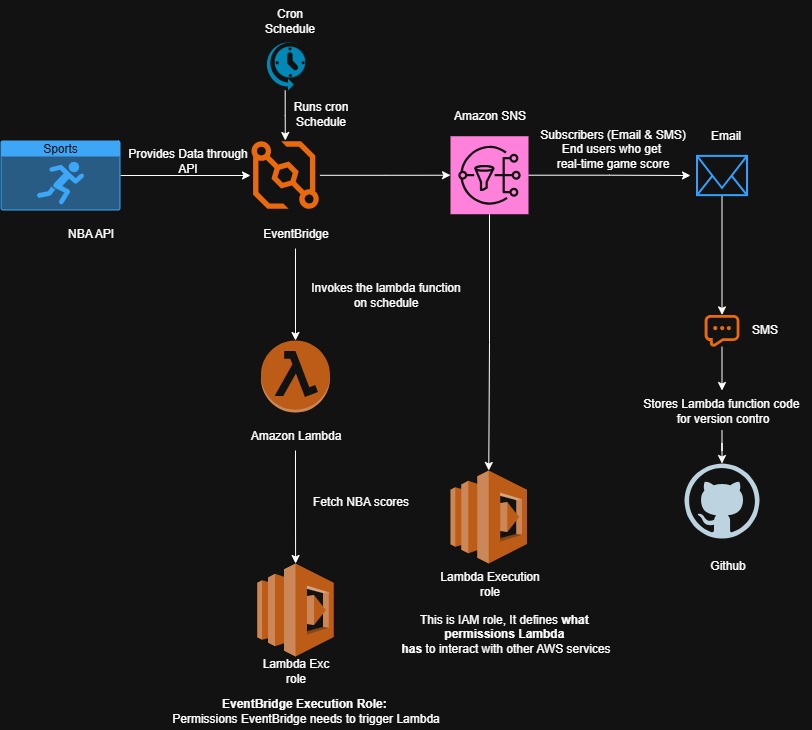 Cron
Schedule
Runs cron
Schedule
Amazon SNS
Subscribers (Email & SMS)
End users who get
real-time game score
Email
Sports
Provides Data through
API
NBA API
EventBridge
Invokes the lambda function
on schedule
SMS
Stores Lambda function code
for version contro
Amazon Lambda
Fetch NBA scores
Github
Lambda Execution
role
This is IAM role, It defines what
permissions Lambda
has to interact with other AWS services
Lambda Exc
role
EventBridge Execution Role:
Permissions EventBridge needs to trigger Lambda